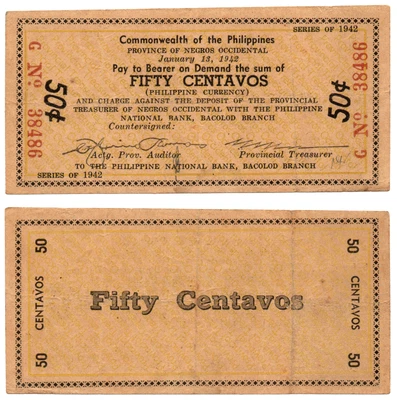 SERIES OF 1942
Commonwealth of the Philippines
PROVINCE OF NEGROS OCCIDENTAL
January 13, 1942
Pay to Bearer on Demand the sum of
FIFTY CENTAVOS
(PHILIPPINE CURRENCY)
AND CHARGE AGAINST THE DEPOSIT OF THE PROVINCIAL
TREASURER OF NEGROS OCCIDENTAL WITH THE PHILIPPINE
NATIONAL BANK, BACOLOD BRANCH
Countersigned:
Actg. Prov. Auditor Provincial Treasurer
TO THE PHILIPPINE NATIONAL BANK, BACOLOD BRANCH
SERIES OF 1942
G No. 38486
50¢
50¢
G No. 38486
50 CENTAVOS 50
Fifty Centavos
50 CENTAVOS 50